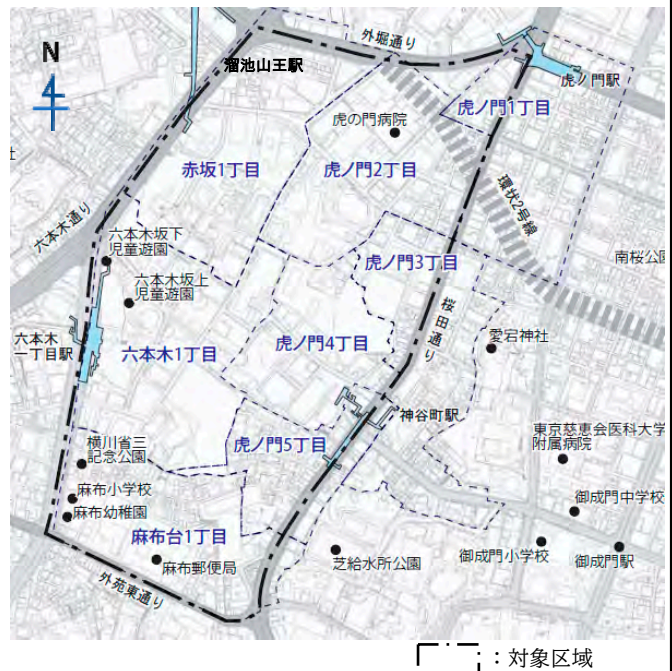 N
外堀通り
溜池山王駅
虎ノ門駅
虎ノ門1丁目
虎の門病院
赤坂1丁目
虎ノ門2丁目
環状2号線
六本木通り
六本木坂下
児童遊園
南桜公園
虎ノ門3丁目
六本木坂上
児童遊園
桜田通り
六本木
一丁目駅
六本木1丁目
虎ノ門4丁目
愛宕神社
神谷町駅
虎ノ門5丁目
東京慈恵会医科大学
附属病院
横川省三
記念公園
麻布小学校
麻布幼稚園
御成門中学校
麻布台1丁目
麻布郵便局
芝給水所公園
御成門小学校
御成門駅
外苑東通り
：対象区域